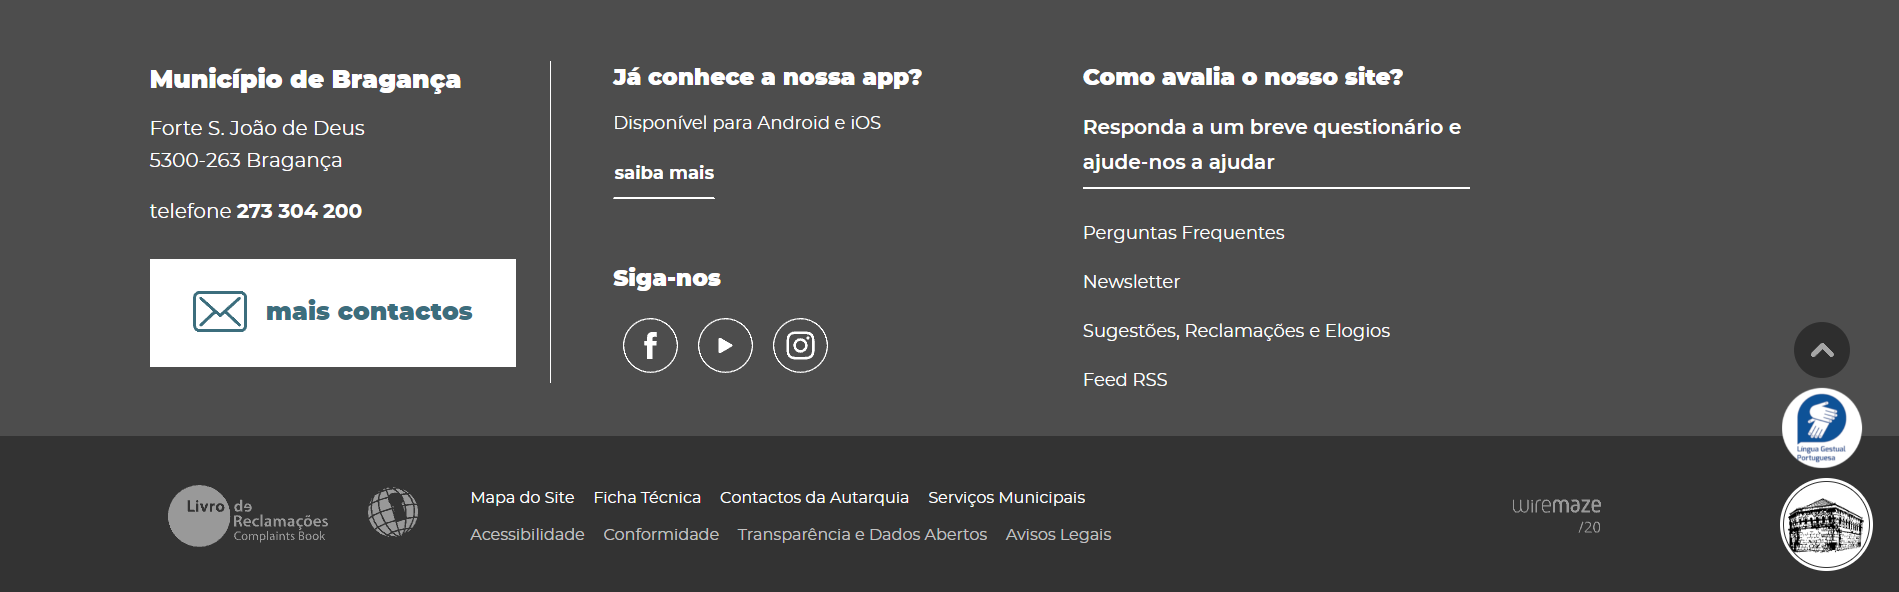 Município de Bragança
Forte S. João de Deus
5300-263 Bragança
telefone 273 304 200
mais contactos
Já conhece a nossa app?
Disponível para Android e iOS
saiba mais
Siga-nos
Como avalia o nosso site?
Responda a um breve questionário e
ajude-nos a ajudar
Perguntas Frequentes
Newsletter
Sugestões, Reclamações e Elogios
Feed RSS
Língua Gestual
Portuguesa
Livro de
Reclamações
Complaints Book
Mapa do Site Ficha Técnica Contactos da Autarquia Serviços Municipais
Acessibilidade Conformidade Transparência e Dados Abertos Avisos Legais
wiremaze
/20